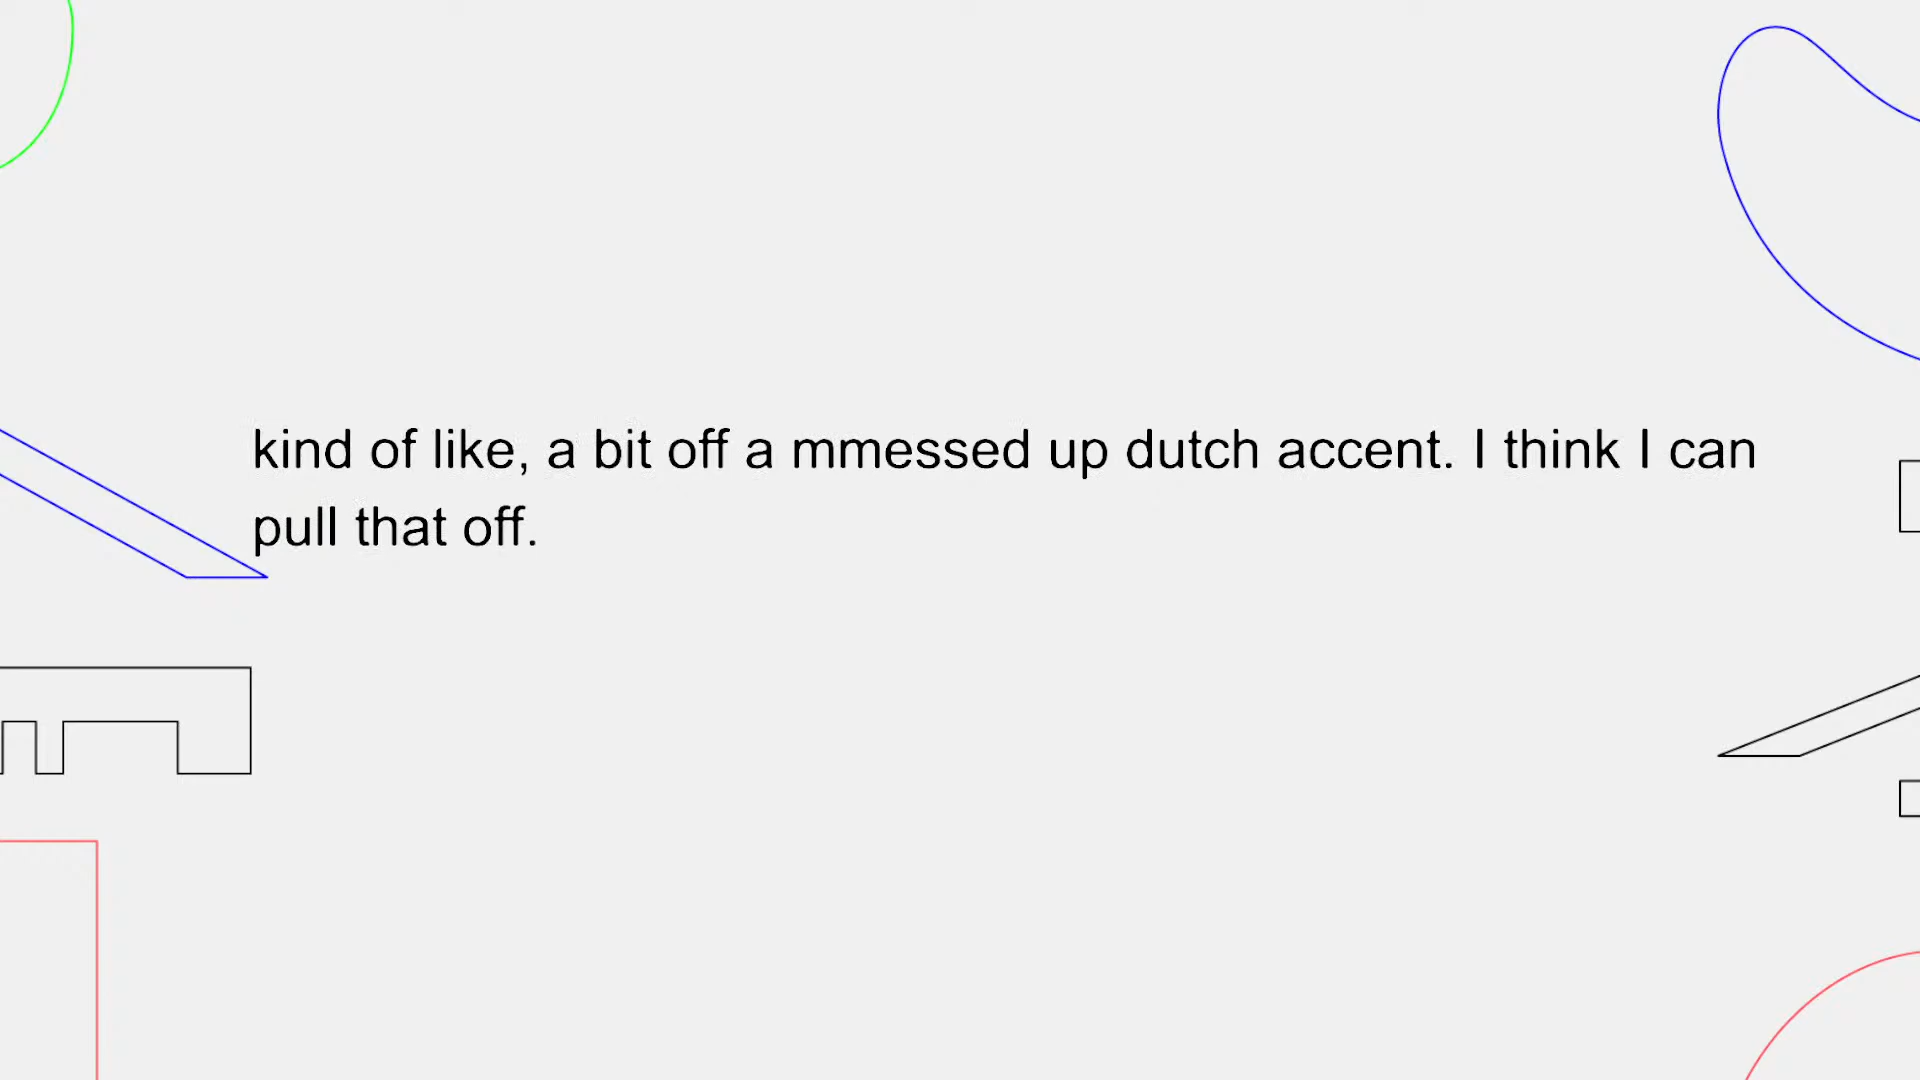 kind of like, a bit off a mmessed up dutch accent. I think I can
pull that off.